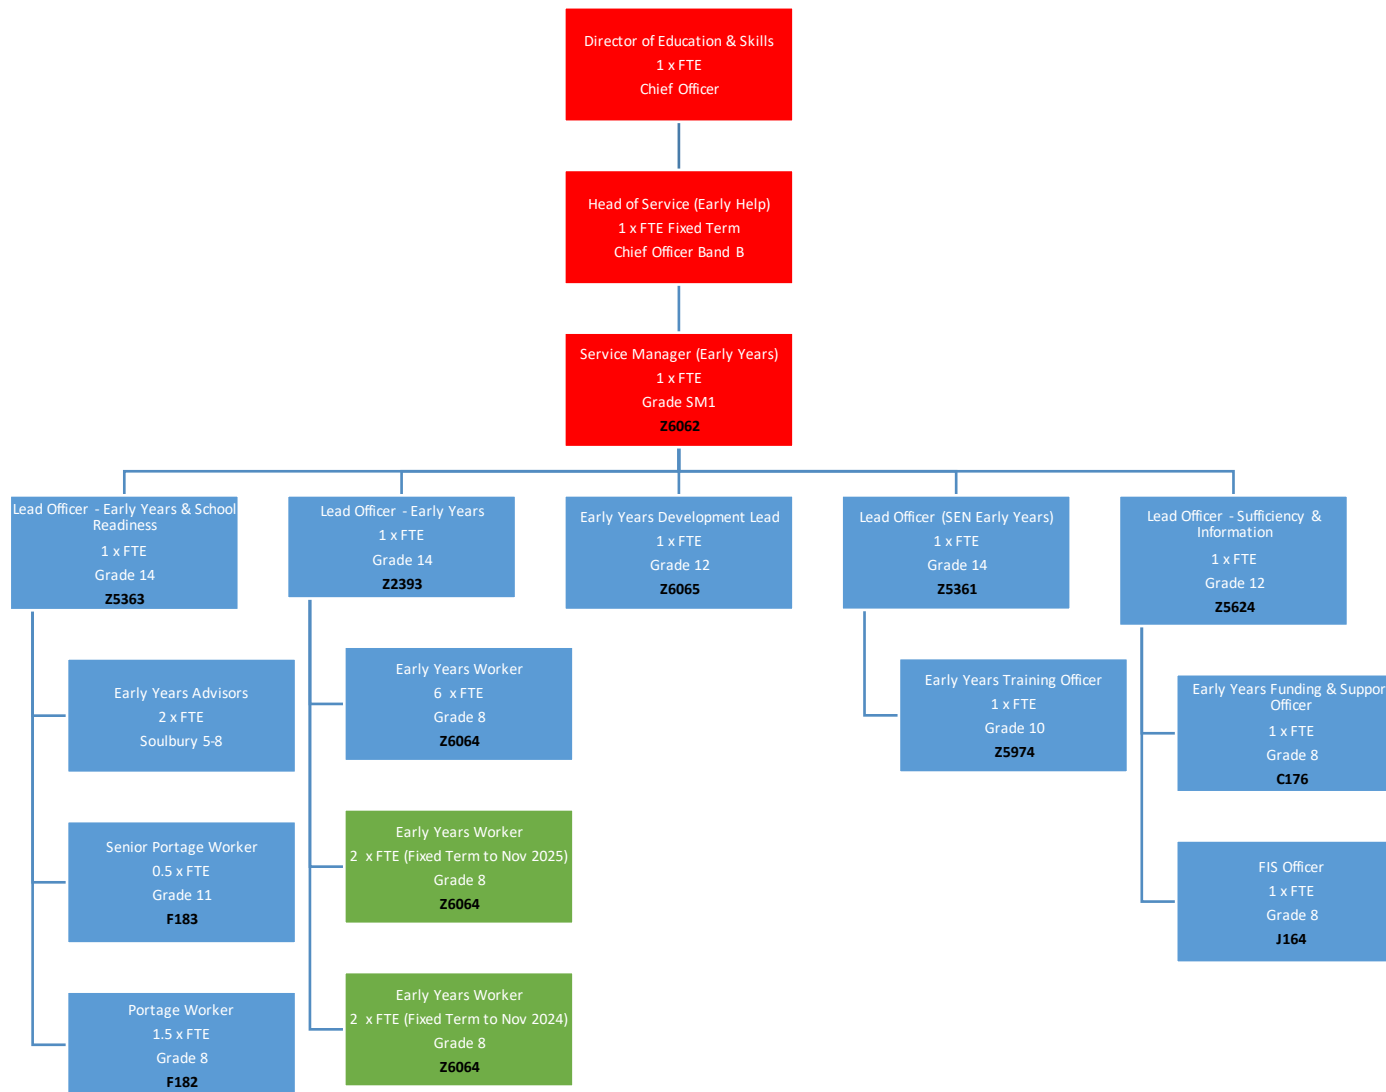 Director of Education & Skills
1 x FTE
Chief Officer
Head of Service (Early Help)
1 x FTE Fixed Term
Chief Officer Band B
Service Manager (Early Years)
1 x FTE
Grade SM1
Z6062
Lead Officer - Early Years & School
Readiness
1 x FTE
Grade 14
Z5363
Lead Officer - Early Years
1 x FTE
Grade 14
Z2393
Early Years Development Lead
1 x FTE
Grade 12
Z6065
Lead Officer (SEN Early Years)
1 x FTE
Grade 14
Z5361
Lead Officer - Sufficiency &
Information
1 x FTE
Grade 12
Z5624
Early Years Advisors
2 x FTE
Soulbury 5-8
Senior Portage Worker
0.5 x FTE
Grade 11
F183
Portage Worker
1.5 x FTE
Grade 8
F182
Early Years Worker
6 x FTE
Grade 8
Z6064
Early Years Worker
2 x FTE (Fixed Term to Nov 2025)
Grade 8
Z6064
Early Years Worker
2 x FTE (Fixed Term to Nov 2024)
Grade 8
Z6064
Early Years Training Officer
1 x FTE
Grade 10
Z5974
Early Years Funding & Suppor
Officer
1 x FTE
Grade 8
C176
FIS Officer
1 x FTE
Grade 8
J164